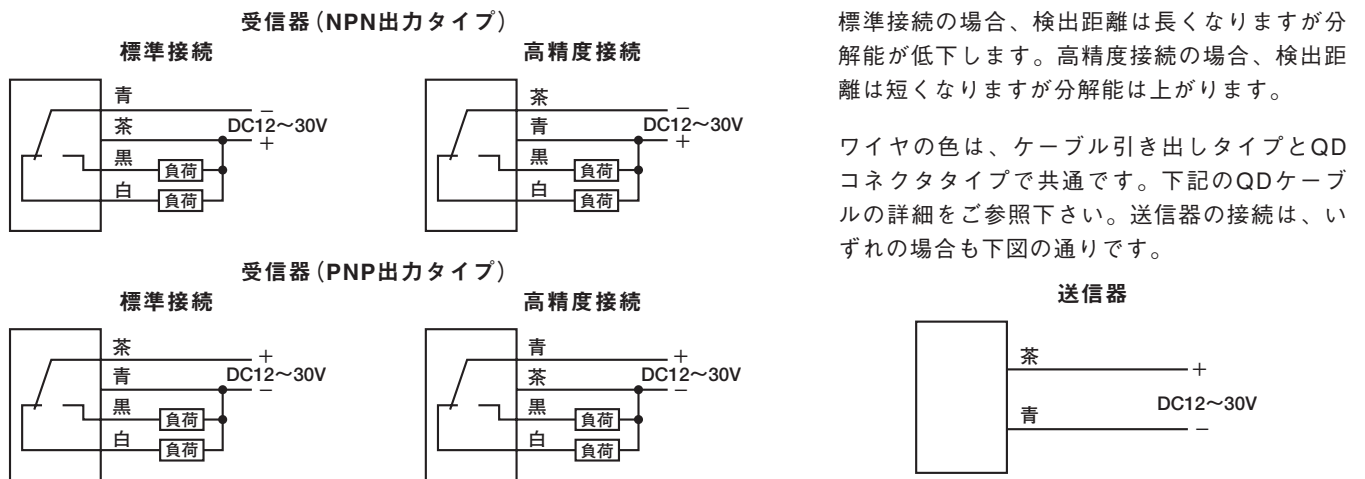 受信器（NPN出力タイプ）
標準接続
青
－
茶
DC12～30V
＋
黒
負荷
白
負荷
高精度接続
茶
－
青
DC12～30V
＋
黒
負荷
白
負荷
受信器（PNP出力タイプ）
標準接続
茶
＋
青
DC12～30V
－
黒
負荷
白
負荷
高精度接続
青
＋
茶
DC12～30V
－
黒
負荷
白
負荷
標準接続の場合、検出距離は長くなりますが分
解能が低下します。高精度接続の場合、検出距
離は短くなりますが分解能は上がります。
ワイヤの色は、ケーブル引き出しタイプとQD
コネクタタイプで共通です。下記のQDケーブ
ルの詳細をご参照下さい。送信器の接続は、い
ずれの場合も下図の通りです。
送信器
茶
＋
DC12～30V
青
－